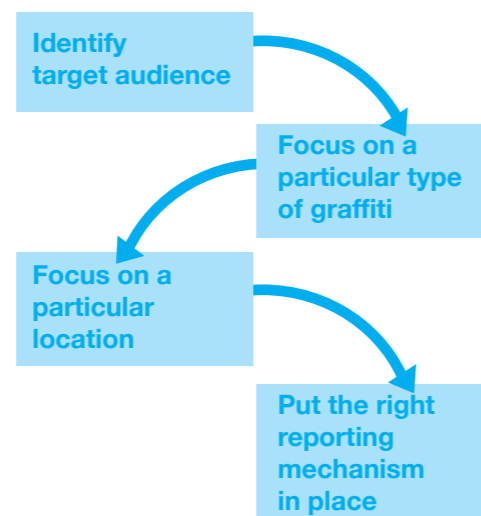 Identify
target audience
Focus on a
particular type
of graffiti
Focus on a
particular
location
Put the right
reporting
mechanism
in place